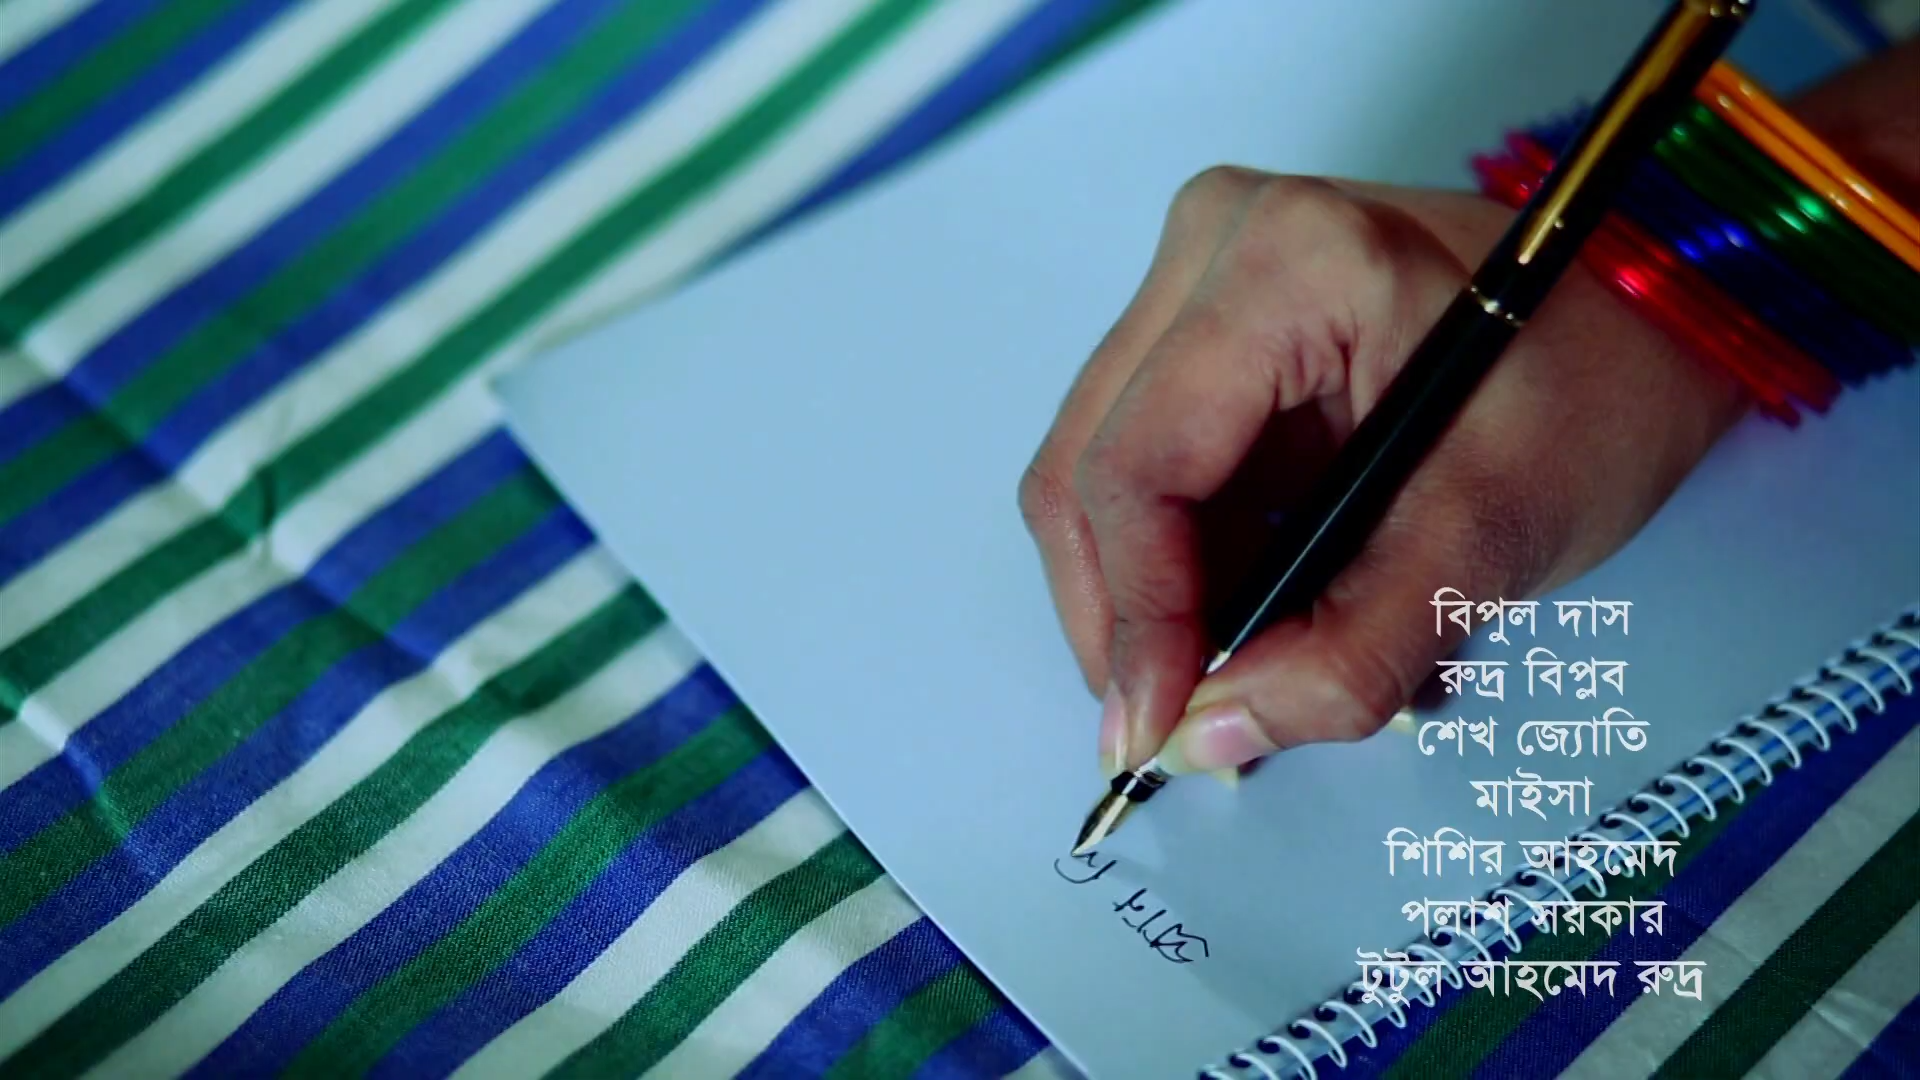 বিপুল দাস
রুদ্র বিপ্লব
শেখ জ্যোতি
মাইসা
শিশির আহমেদ
পলাশ সরকার
টুটুল আহমেদ রুদ্র